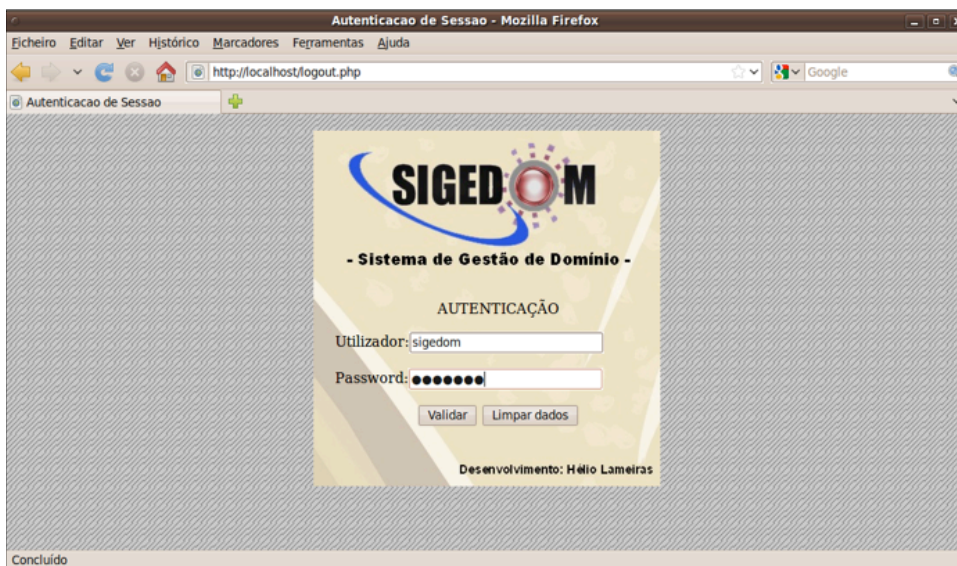 Autenticacao de Sessao - Mozilla Firefox
Ficheiro Editar Ver Histórico Marcadores Ferramentas Ajuda
http://localhost/logout.php Google
Autenticacao de Sessao
SIGEDOM
- Sistema de Gestão de Domínio -
AUTENTICAÇÃO
Utilizador: sigedom
Password: ●●●●●●●
Validar Limpar dados
Desenvolvimento: Hélio Lameiras
Concluído